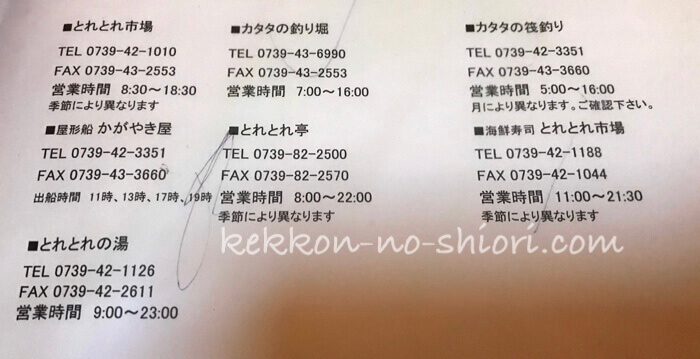 ■とれとれ市場
TEL 0739-42-1010
FAX 0739-43-2553
営業時間 8:30～18:30
季節により異なります
■カタタの釣り堀
TEL 0739-43-6990
FAX 0739-43-2553
営業時間 7:00～16:00
■カタタの筏釣り
TEL 0739-42-3351
FAX 0739-43-3660
営業時間 5:00～16:00
月により異なります。ご確認下さい。
■屋形船 かがやき屋
TEL 0739-42-3351
FAX 0739-43-3660
出船時間 11時、13時、17時、19時
■とれとれ亭
TEL 0739-82-2500
FAX 0739-82-2570
営業時間 8:00～22:00
季節により異なります
■海鮮寿司 とれとれ市場
TEL 0739-42-1188
FAX 0739-42-1044
営業時間 11:00～21:30
季節により異なります
■とれとれの湯
TEL 0739-42-1126
FAX 0739-42-2611
営業時間 9:00～23:00
kekkon-no-shiori.com